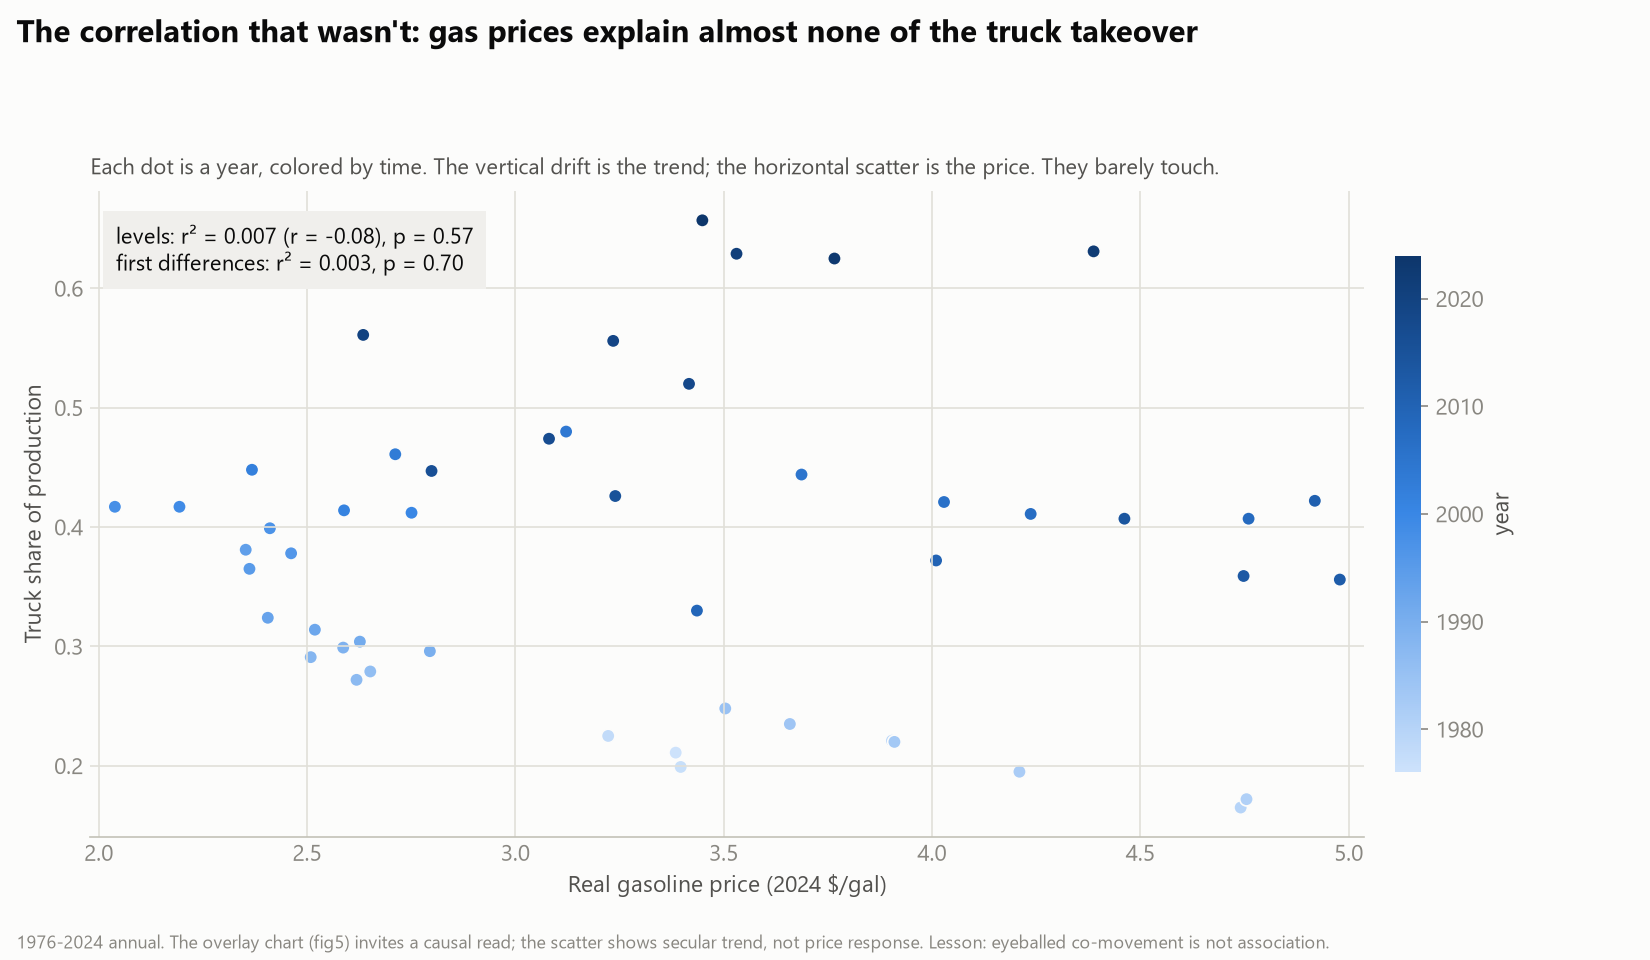 The correlation that wasn't: gas prices explain almost none of the truck takeover
Each dot is a year, colored by time. The vertical drift is the trend; the horizontal scatter is the price. They barely touch.
levels: r² = 0.007 (r = -0.08), p = 0.57
first differences: r² = 0.003, p = 0.70
Truck share of production
0.6
0.5
0.4
0.3
0.2
2.0 2.5 3.0 3.5 4.0 4.5 5.0
Real gasoline price (2024 $/gal)
2020
2010
2000
1990
1980
year
1976-2024 annual. The overlay chart (fig5) invites a causal read; the scatter shows secular trend, not price response. Lesson: eyeballed co-movement is not association.